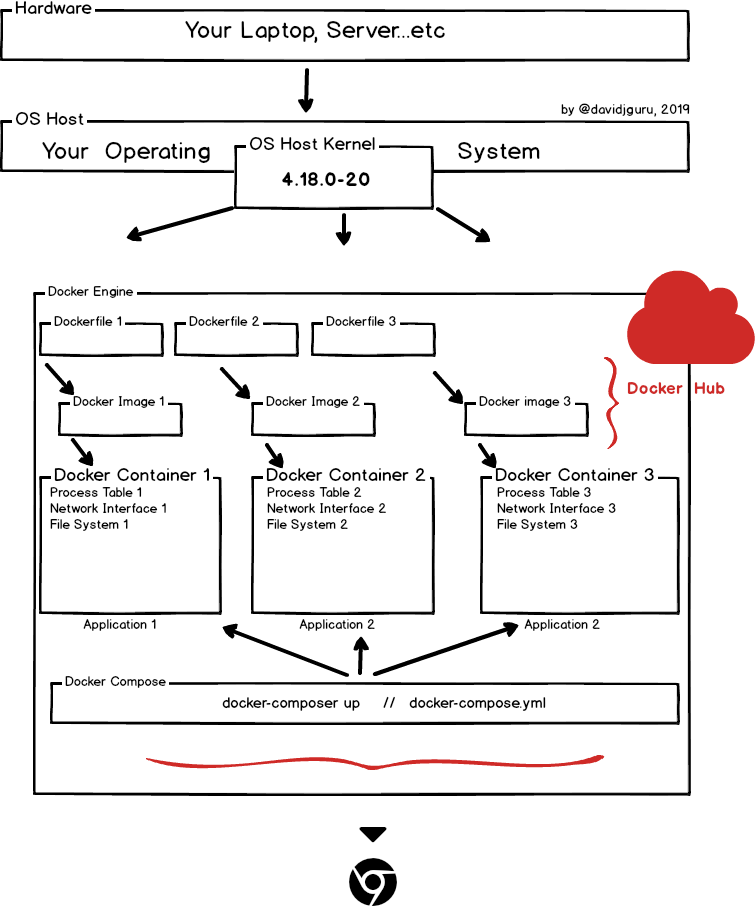 Hardware
Your Laptop, Server...etc
by @davidjguru, 2019
OS Host
Your Operating System
OS Host Kernel
4.18.0-20
Docker Engine
Dockerfile 1
Dockerfile 2
Dockerfile 3
Docker Hub
Docker Image 1
Docker Image 2
Docker image 3
Docker Container 1
Process Table 1
Network Interface 1
File System 1
Docker Container 2
Process Table 2
Network Interface 2
File System 2
Docker Container 3
Process Table 3
Network Interface 3
File System 3
Application 1
Application 2
Application 2
Docker Compose
docker-composer up // docker-compose.yml